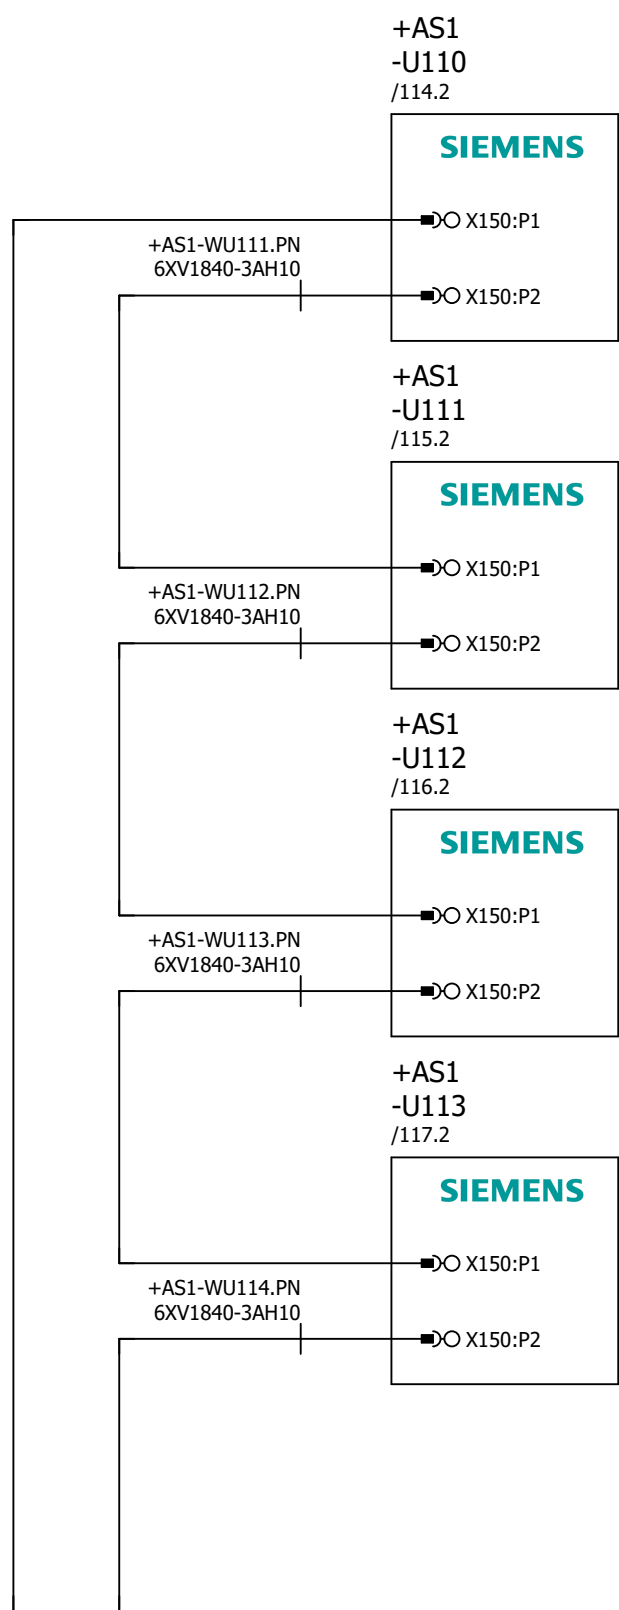 +AS1
-U110
/114.2
SIEMENS
X150:P1
+AS1-WU111.PN
6XV1840-3AH10
X150:P2
+AS1
-U111
/115.2
SIEMENS
X150:P1
+AS1-WU112.PN
6XV1840-3AH10
X150:P2
+AS1
-U112
/116.2
SIEMENS
X150:P1
+AS1-WU113.PN
6XV1840-3AH10
X150:P2
+AS1
-U113
/117.2
SIEMENS
X150:P1
+AS1-WU114.PN
6XV1840-3AH10
X150:P2